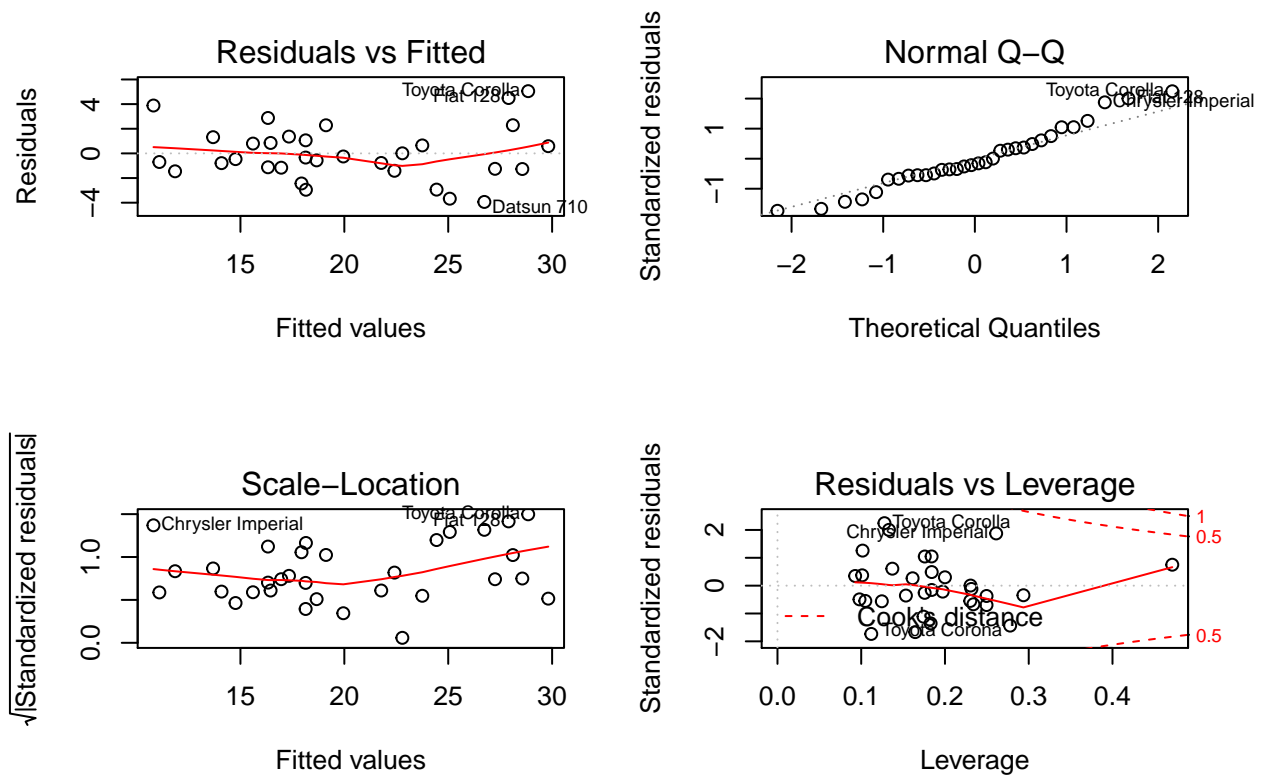 Residuals vs Fitted
Residuals
4
0
−4
Toyota Corolla
Fiat 128
Datsun 710
15 20 25 30
Fitted values
Normal Q−Q
Standardized residuals
1
−1
Toyota Corolla
Fiat 128
Chrysler Imperial
−2 −1 0 1 2
Theoretical Quantiles
Scale−Location
√|Standardized residuals|
1.0
0.0
Chrysler Imperial
Toyota Corolla
Fiat 128
15 20 25 30
Fitted values
Residuals vs Leverage
Standardized residuals
2
0
−2
Toyota Corolla
Chrysler Imperial
Toyota Corona
Cook's distance
1
0.5
0.5
0.0 0.1 0.2 0.3 0.4
Leverage